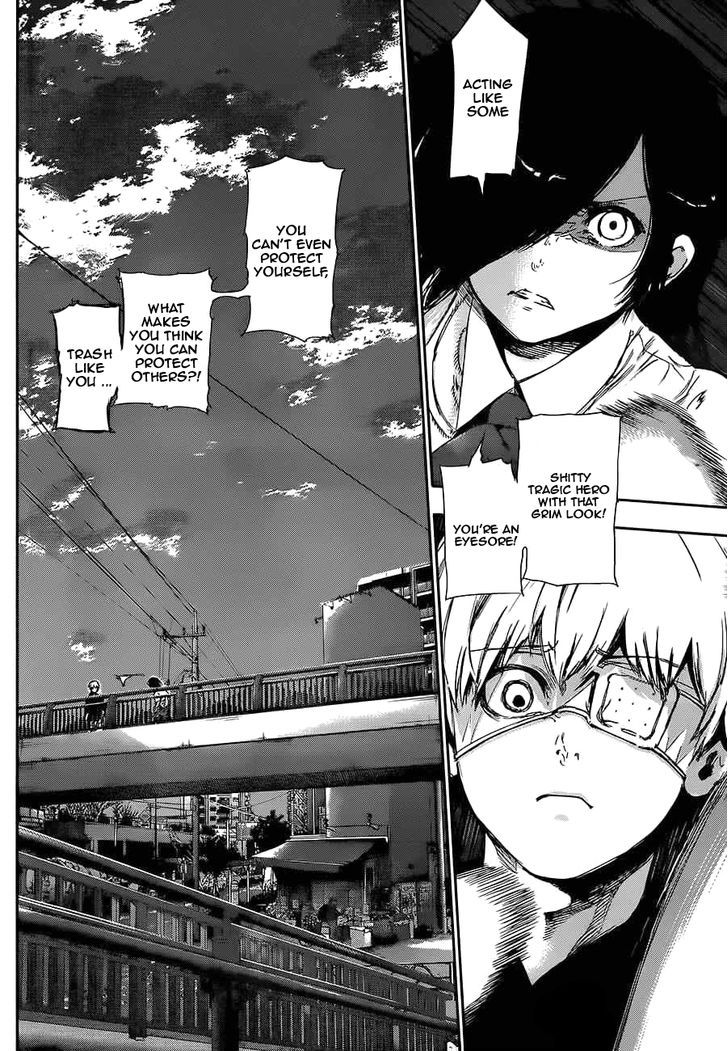 ACTING
LIKE
SOME
SHITTY
TRAGIC HERO
WITH THAT
GRIM LOOK!
YOU'RE AN
EYESORE!
YOU
CAN'T EVEN
PROTECT
YOURSELF,
WHAT
MAKES
YOU THINK
YOU CAN
PROTECT
OTHERS?!
TRASH
LIKE
YOU ...